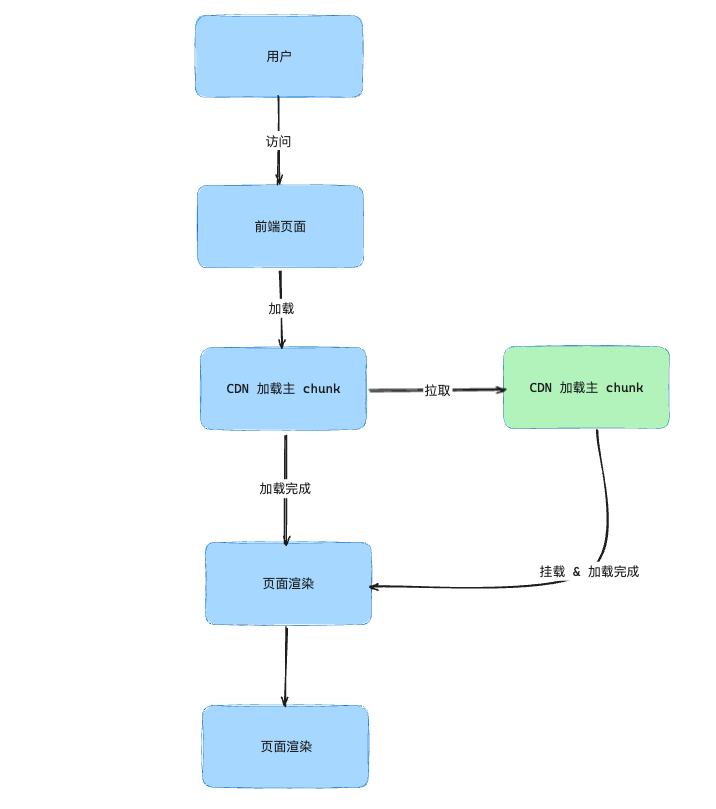 用户
访问
前端页面
加载
CDN 加载主 chunk
拉取
CDN 加载主 chunk
加载完成
挂载 & 加载完成
页面渲染
页面渲染